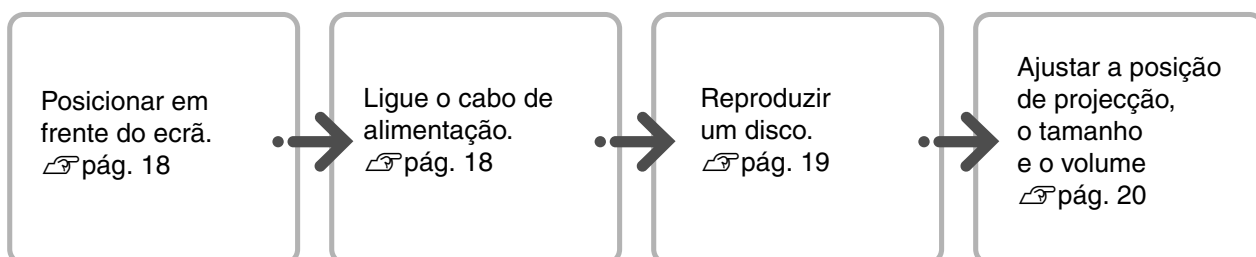 Posicionar em
frente do ecrã.
pág. 18
Ligue o cabo de
alimentação.
pág. 18
Reproduzir
um disco.
pág. 19
Ajustar a posição
de projecção,
o tamanho
e o volume
pág. 20